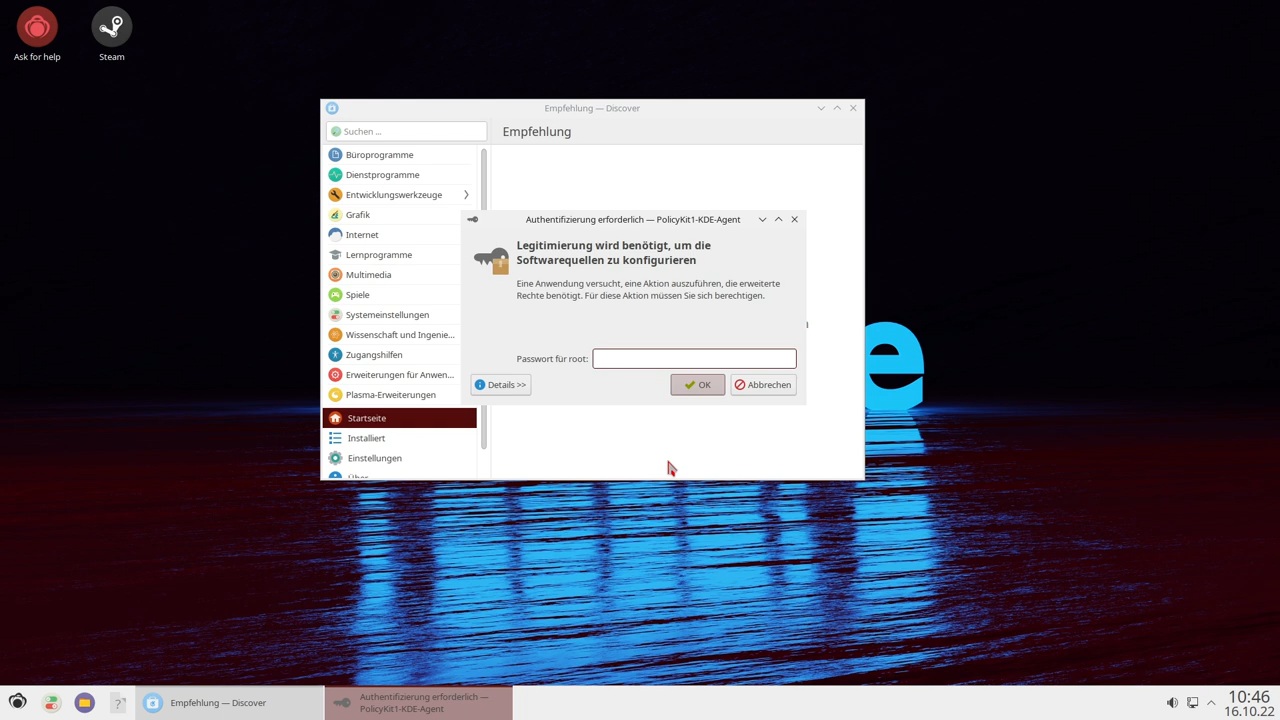 Ask for help
Steam
Empfehlung — Discover
Suchen ...
Empfehlung
Büroprogramme
Dienstprogramme
Entwicklungswerkzeuge
Grafik
Internet
Lernprogramme
Multimedia
Spiele
Systemeinstellungen
Wissenschaft und Ingenie...
Zugangshilfen
Erweiterungen für Anwen...
Plasma-Erweiterungen
Startseite
Installiert
Einstellungen
Authentifizierung erforderlich — PolicyKit1-KDE-Agent
Legitimierung wird benötigt, um die
Softwarequellen zu konfigurieren
Eine Anwendung versucht, eine Aktion auszuführen, die erweiterte
Rechte benötigt. Für diese Aktion müssen Sie sich berechtigen.
Passwort für root:
Details >>
OK
Abbrechen
e
Empfehlung — Discover
Authentifizierung erforderlich —
PolicyKit1-KDE-Agent
10:46
16.10.22